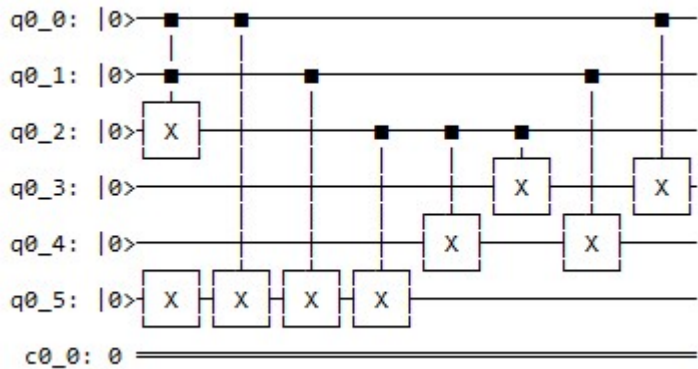 q0_0: |0>
q0_1: |0>
q0_2: |0> X
q0_3: |0> X X
q0_4: |0> X X
q0_5: |0> X X X X
c0_0: 0